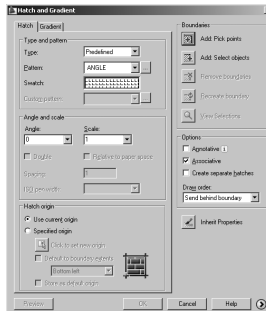 Hatch and Gradient
Hatch
Gradient
Type and pattern
Type:
Predefined
Pattern:
ANGLE
Swatch:
Custom pattern:
Angle and scale
Angle:
Scale:
0
1
Double
Relative to paper space
Spacing:
1
ISO pen width:
Hatch origin
Use current origin
Specified origin
Click to set new origin
Default to boundary extents
Bottom left
Store as default origin
Preview
Boundaries
Add: Pick points
Add: Select objects
Remove boundaries
Recreate boundary
View Selections
Options
Annotative
Associative
Create separate hatches
Draw order:
Send behind boundary
Inherit Properties
OK
Cancel
Help